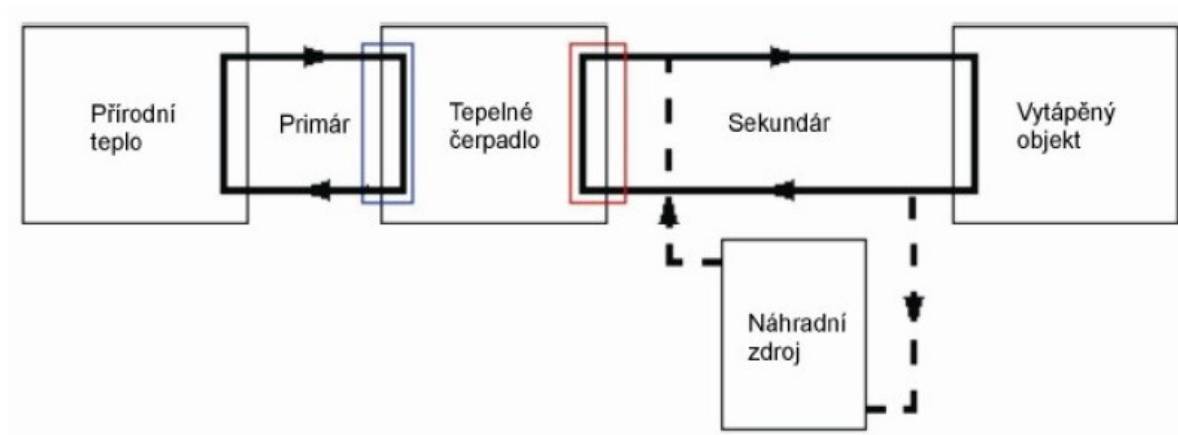 Přírodní
teplo
Primár
Tepelné
čerpadlo
Sekundár
Vytápěný
objekt
Náhradní
zdroj